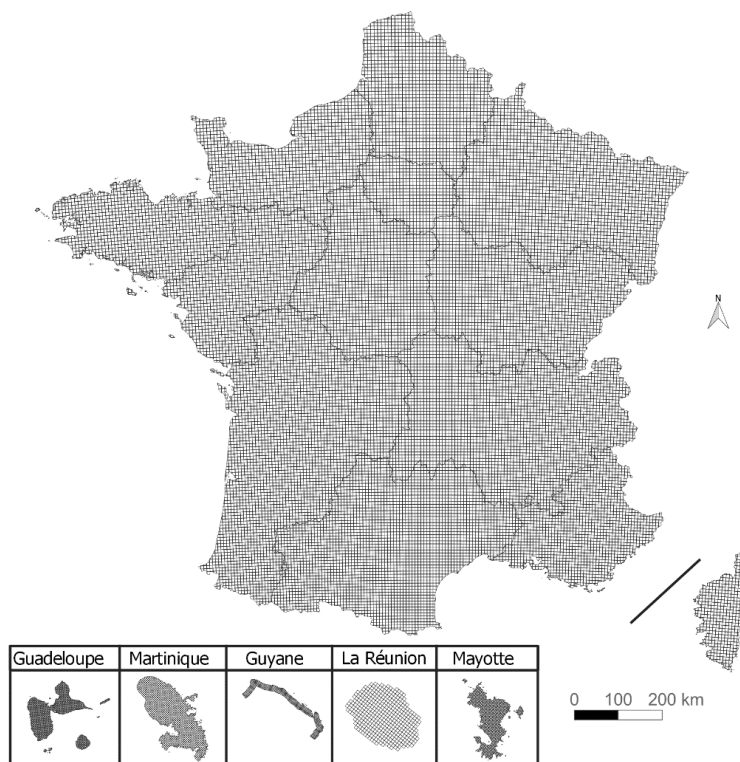 N
Guadeloupe
Martinique
Guyane
La Réunion
Mayotte
0 100 200 km